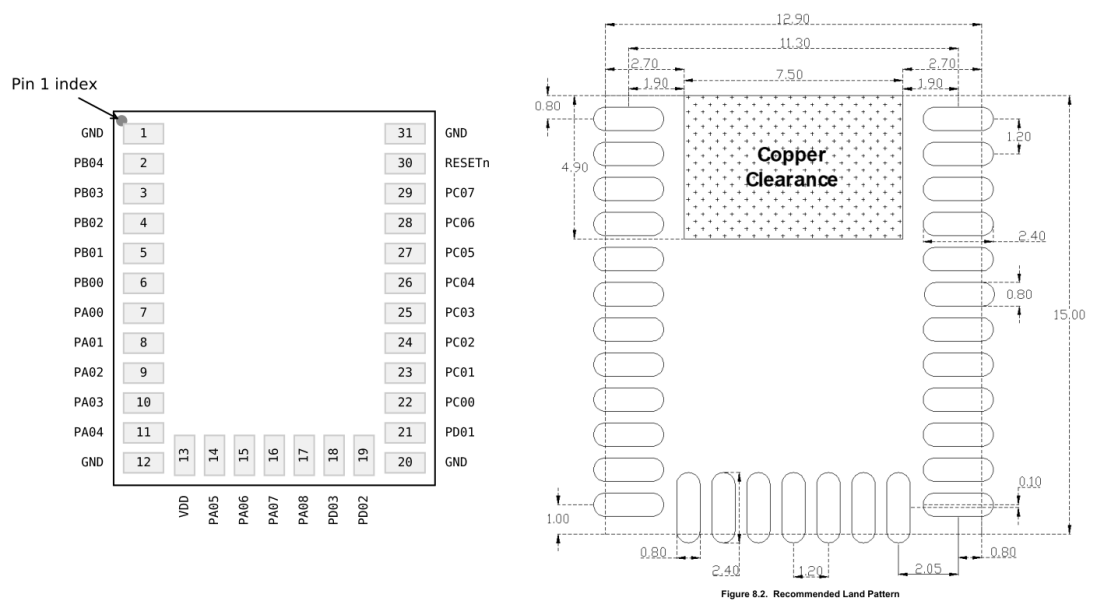 Pin 1 index
GND 1 31 GND
PB04 2 30 RESETn
PB03 3 29 PC07
PB02 4 28 PC06
PB01 5 27 PC05
PB00 6 26 PC04
PA00 7 25 PC03
PA01 8 24 PC02
PA02 9 23 PC01
PA03 10 22 PC00
PA04 11 21 PD01
GND 12 20 GND
13 14 15 16 17 18 19
VDD PA05 PA06 PA07 PA08 PD03 PD02
12.90
11.30
2.70 2.70
7.50
1.90 1.90
0.80
1.20
4.90
Copper
Clearance
2.40
0.80
15.00
0.10
1.00
0.80 0.80
2.40 1.20 2.05
Figure 8.2. Recommended Land Pattern